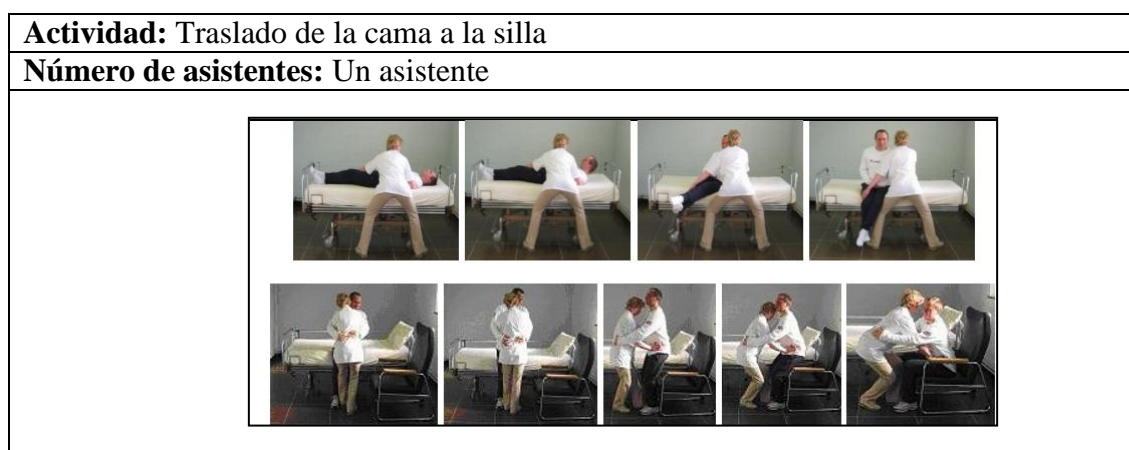 Actividad: Traslado de la cama a la silla
Número de asistentes: Un asistente